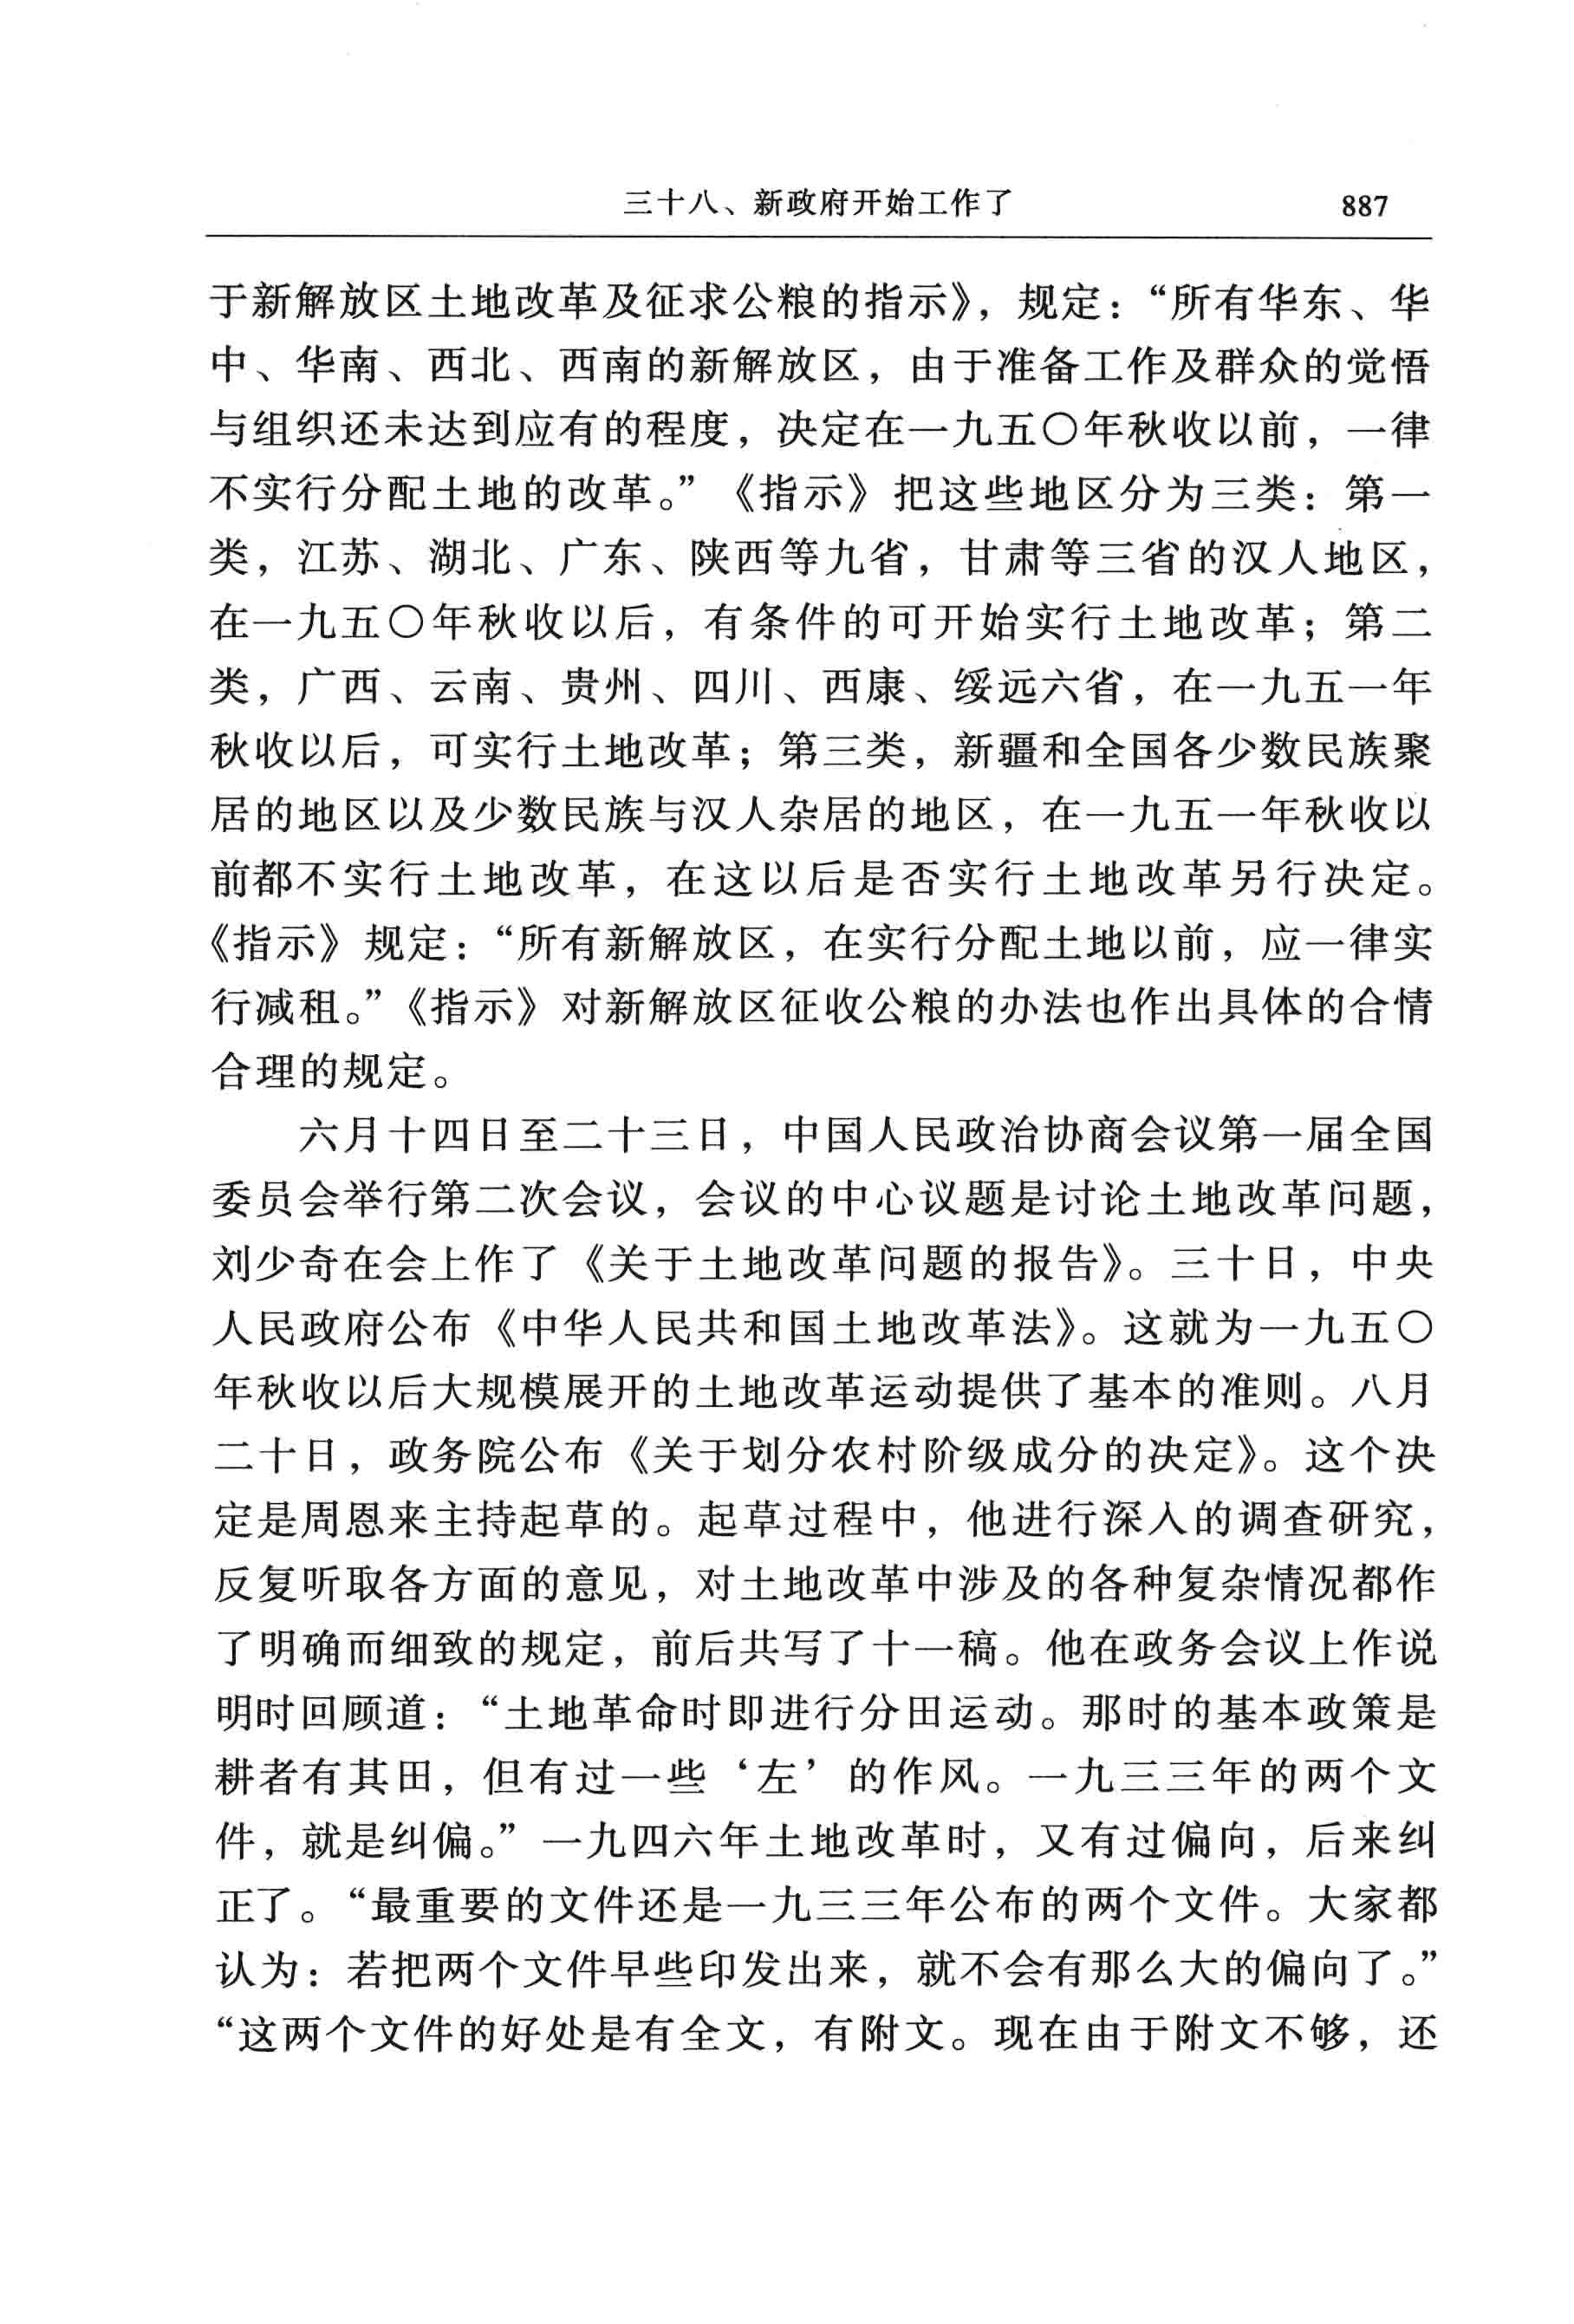 三十八、新政府开始工作了 887
于新解放区土地改革及征求公粮的指示》，规定：“所有华东、华
中、华南、西北、西南的新解放区，由于准备工作及群众的觉悟
与组织还未达到应有的程度，决定在一九五〇年秋收以前，一律
不实行分配土地的改革。”《指示》把这些地区分为三类：第一
类，江苏、湖北、广东、陕西等九省，甘肃等三省的汉人地区，
在一九五〇年秋收以后，有条件的可开始实行土地改革；第二
类，广西、云南、贵州、四川、西康、绥远六省，在一九五一年
秋收以后，可实行土地改革；第三类，新疆和全国各少数民族聚
居的地区以及少数民族与汉人杂居的地区，在一九五一年秋收以
前都不实行土地改革，在这以后是否实行土地改革另行决定。
《指示》规定：“所有新解放区，在实行分配土地以前，应一律实
行减租。”《指示》对新解放区征收公粮的办法也作出具体的合情
合理的规定。
六月十四日至二十三日，中国人民政治协商会议第一届全国
委员会举行第二次会议，会议的中心议题是讨论土地改革问题，
刘少奇在会上作了《关于土地改革问题的报告》。三十日，中央
人民政府公布《中华人民共和国土地改革法》。这就为一九五〇
年秋收以后大规模展开的土地改革运动提供了基本的准则。八月
二十日，政务院公布《关于划分农村阶级成分的决定》。这个决
定是周恩来主持起草的。起草过程中，他进行深入的调查研究，
反复听取各方面的意见，对土地改革中涉及的各种复杂情况都作
了明确而细致的规定，前后共写了十一稿。他在政务会议上作说
明时回顾道：“土地革命时即进行分田运动。那时的基本政策是
耕者有其田，但有过一些‘左’的作风。一九三三年的两个文
件，就是纠偏。”一九四六年土地改革时，又有过偏向，后来纠
正了。“最重要的文件还是一九三三年公布的两个文件。大家都
认为：若把两个文件早些印发出来，就不会有那么大的偏向了。”
“这两个文件的好处是有全文，有附文。现在由于附文不够，还